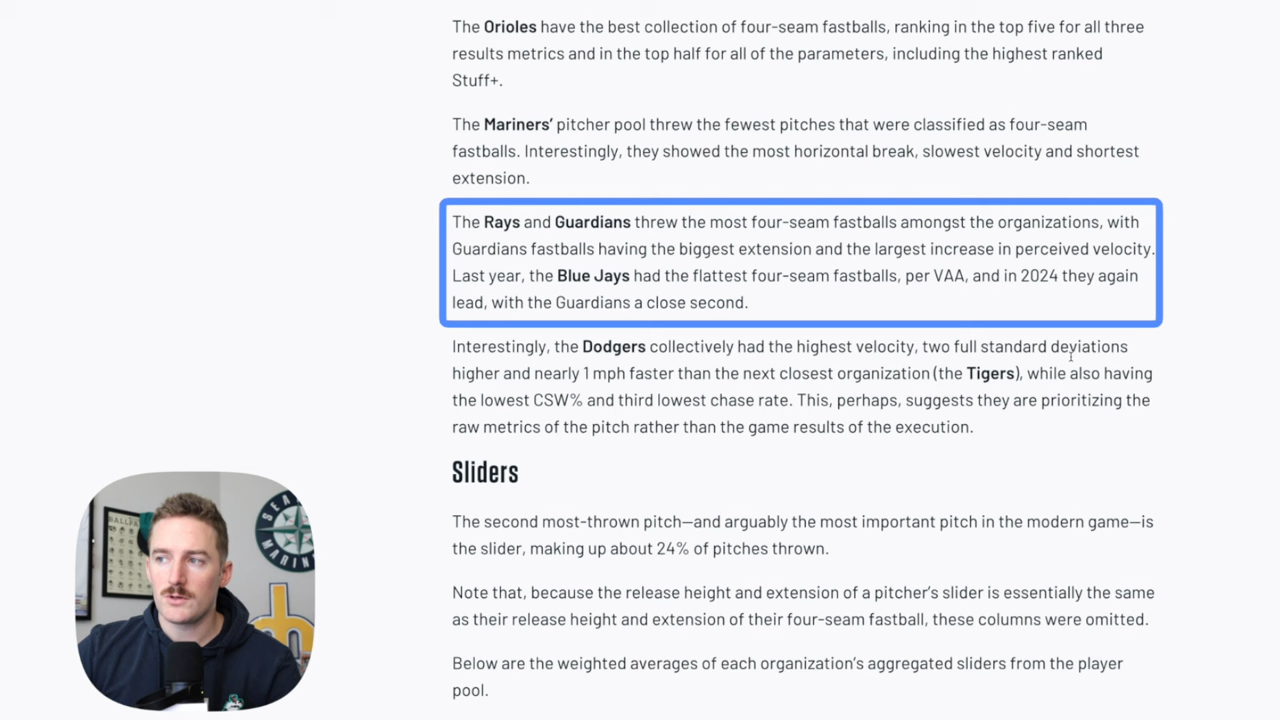 The Orioles have the best collection of four-seam fastballs, ranking in the top five for all three
results metrics and in the top half for all of the parameters, including the highest ranked
Stuff+.
The Mariners’ pitcher pool threw the fewest pitches that were classified as four-seam
fastballs. Interestingly, they showed the most horizontal break, slowest velocity and shortest
extension.
The Rays and Guardians threw the most four-seam fastballs amongst the organizations, with
Guardians fastballs having the biggest extension and the largest increase in perceived velocity.
Last year, the Blue Jays had the flattest four-seam fastballs, per VAA, and in 2024 they again
lead, with the Guardians a close second.
Interestingly, the Dodgers collectively had the highest velocity, two full standard deviations
higher and nearly 1 mph faster than the next closest organization (the Tigers), while also having
the lowest CSW% and third lowest chase rate. This, perhaps, suggests they are prioritizing the
raw metrics of the pitch rather than the game results of the execution.
Sliders
The second most-thrown pitch—and arguably the most important pitch in the modern game—is
the slider, making up about 24% of pitches thrown.
Note that, because the release height and extension of a pitcher’s slider is essentially the same
as their release height and extension of their four-seam fastball, these columns were omitted.
Below are the weighted averages of each organization’s aggregated sliders from the player
pool.